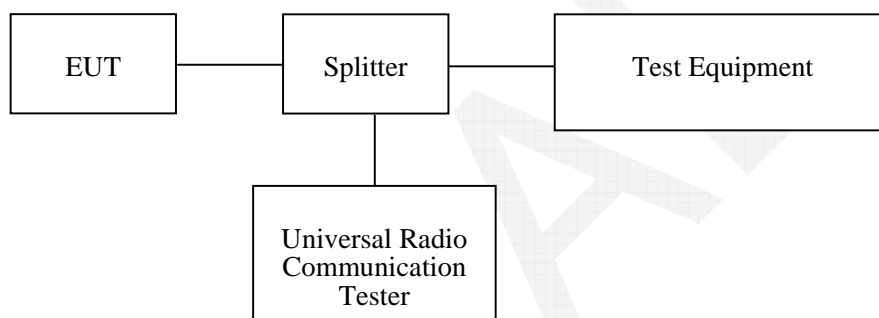 EUT
Splitter
Test Equipment
Universal Radio
Communication
Tester